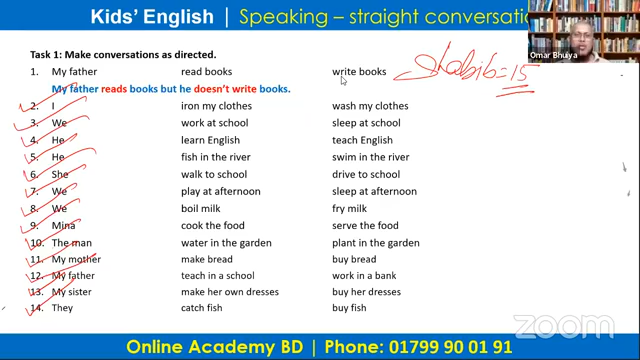 Kids' English | Speaking – straight conversation
Task 1: Make conversations as directed.
1. My father read books write books
My father reads books but he doesn't write books.
2. I iron my clothes wash my clothes
3. We work at school sleep at school
4. He learn English teach English
5. He fish in the river swim in the river
6. She walk to school drive to school
7. We play at afternoon sleep at afternoon
8. We boil milk fry milk
9. Mina cook the food serve the food
10. The man water in the garden plant in the garden
11. My mother make bread buy bread
12. My father teach in a school work in a bank
13. My sister make her own dresses buy her dresses
14. They catch fish buy fish
Omar Bhuiya
Shabib = 15
LIVE zoom
Online Academy BD | Phone: 01799 90 01 91